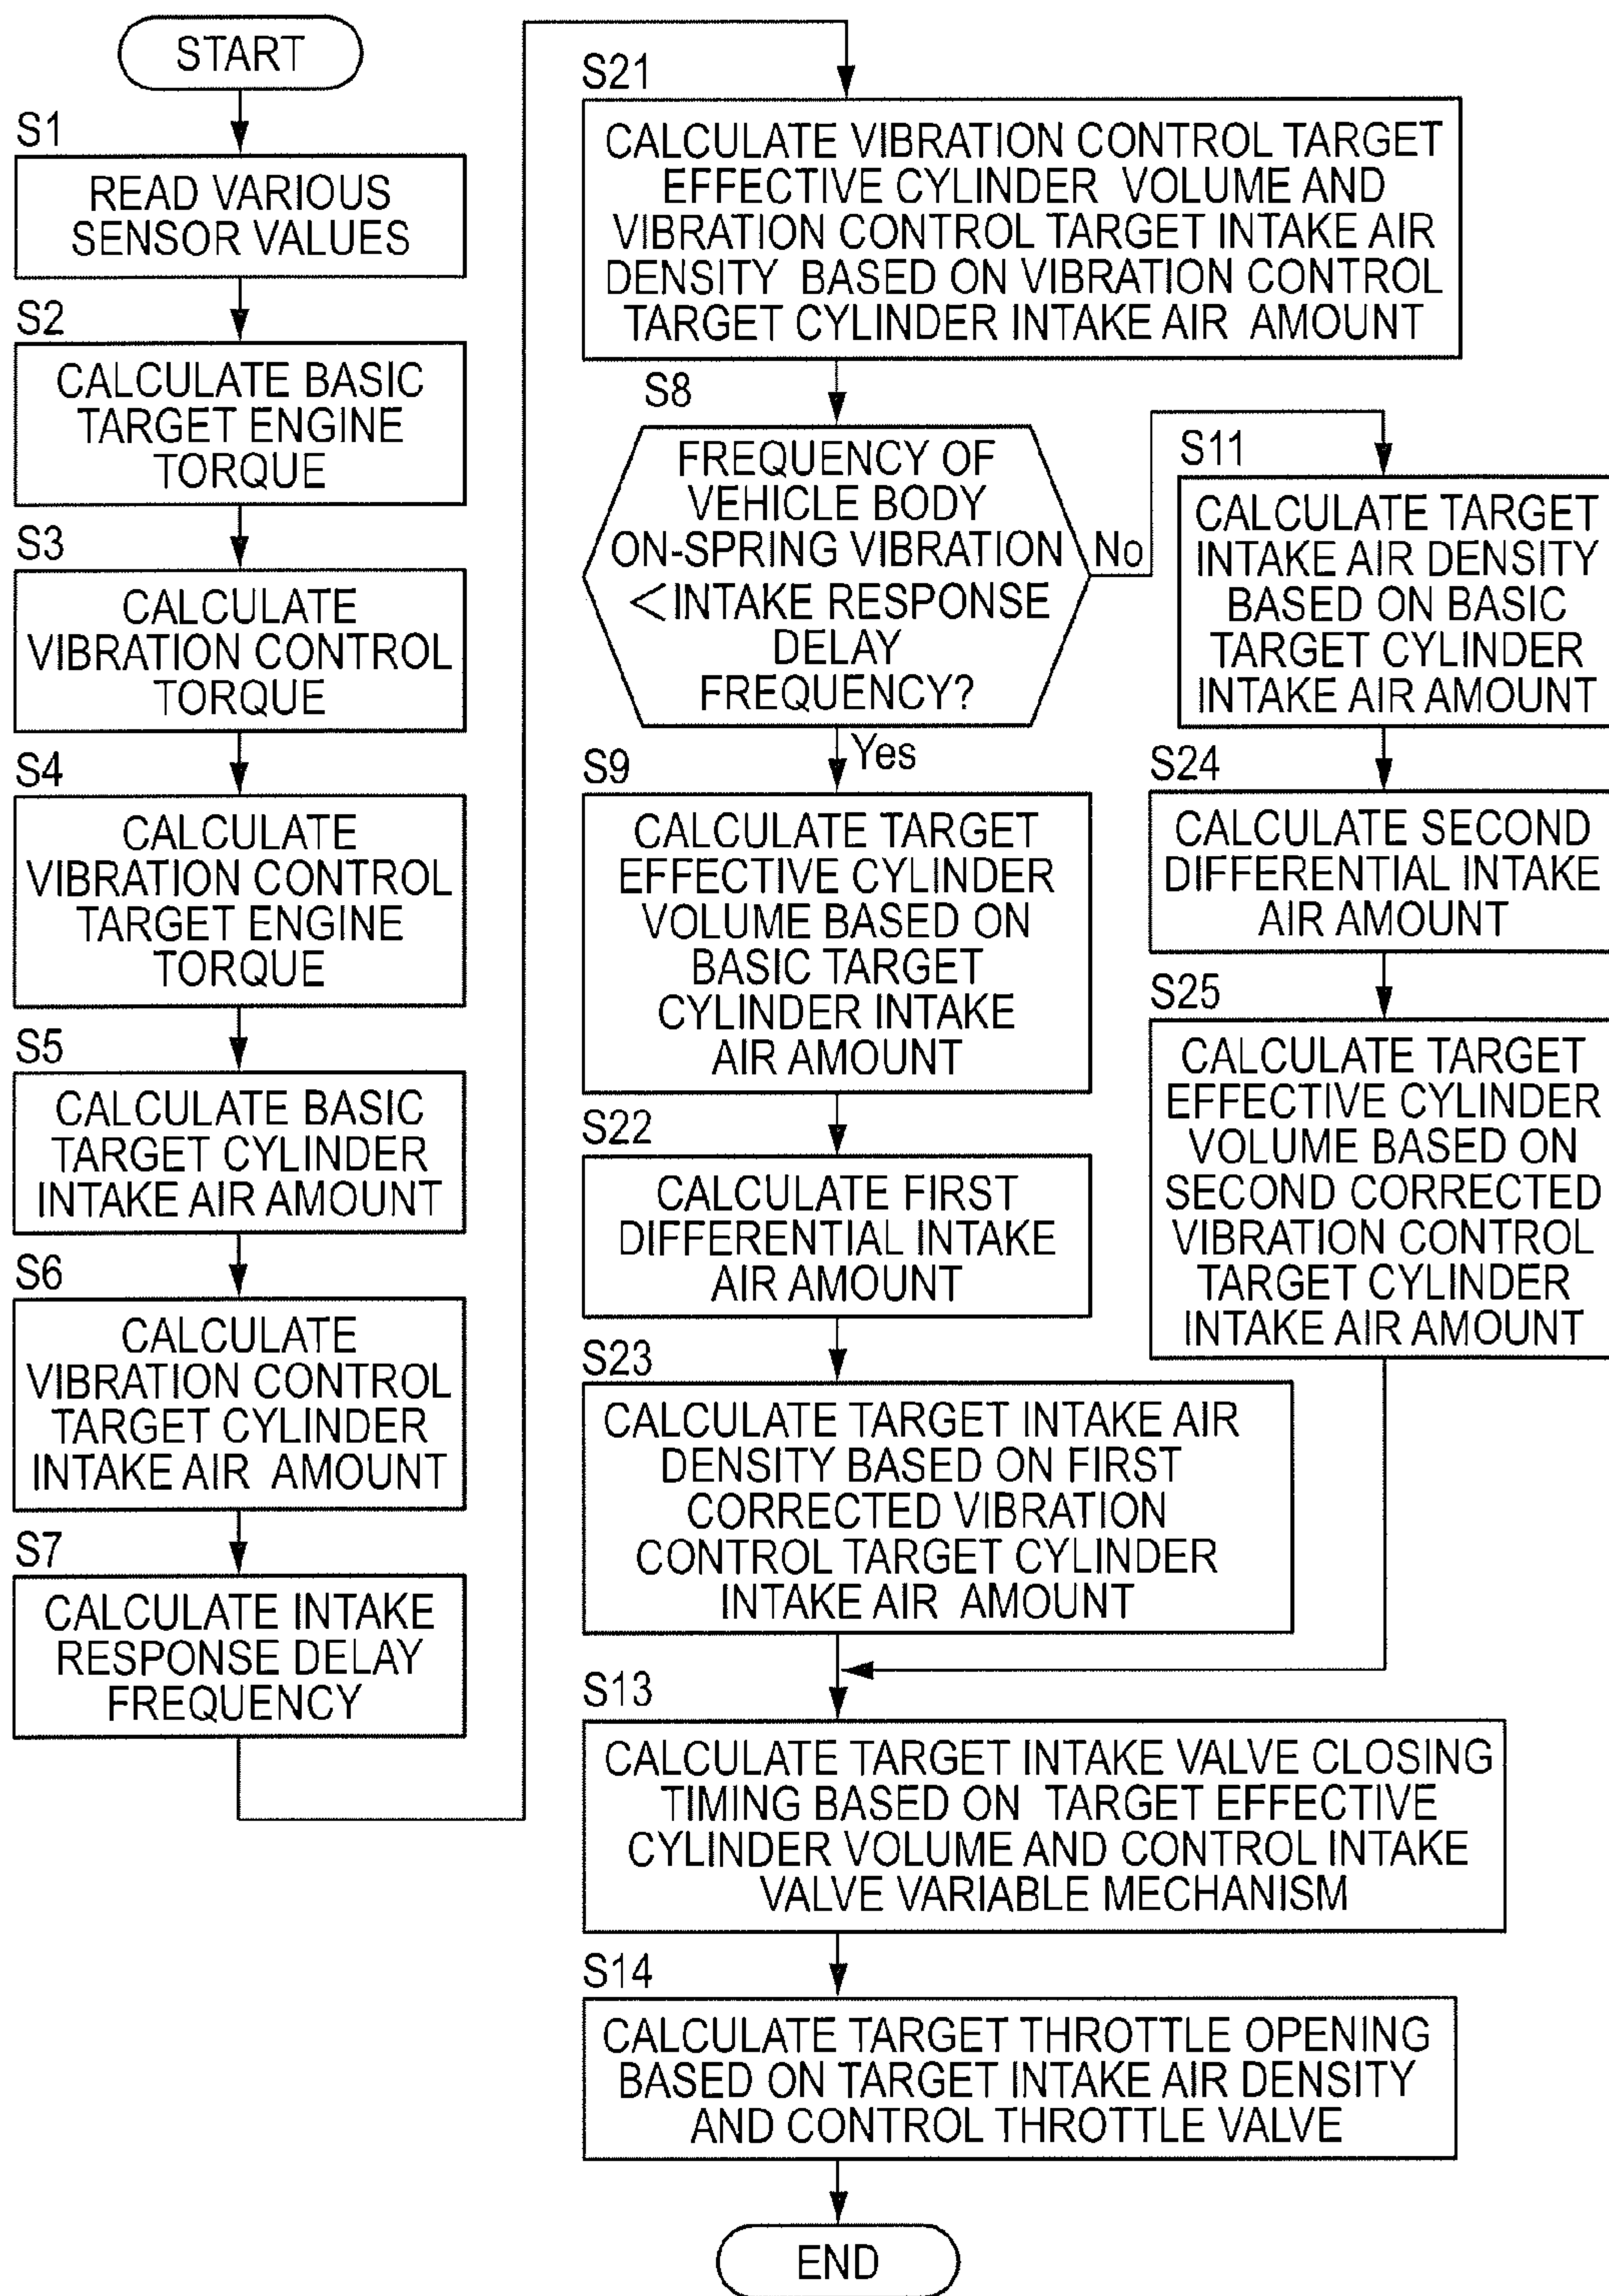 START
S1
READ VARIOUS
SENSOR VALUES
S2
CALCULATE BASIC
TARGET ENGINE
TORQUE
S3
CALCULATE
VIBRATION CONTROL
TORQUE
S4
CALCULATE
VIBRATION CONTROL
TARGET ENGINE
TORQUE
S5
CALCULATE BASIC
TARGET CYLINDER
INTAKE AIR AMOUNT
S6
CALCULATE
VIBRATION CONTROL
TARGET CYLINDER
INTAKE AIR AMOUNT
S7
CALCULATE INTAKE
RESPONSE DELAY
FREQUENCY
S21
CALCULATE VIBRATION CONTROL TARGET
EFFECTIVE CYLINDER VOLUME AND
VIBRATION CONTROL TARGET INTAKE AIR
DENSITY BASED ON VIBRATION CONTROL
TARGET CYLINDER INTAKE AIR AMOUNT
S8
FREQUENCY OF
VEHICLE BODY
ON-SPRING VIBRATION
<INTAKE RESPONSE
DELAY
FREQUENCY?
No
Yes
S9
CALCULATE TARGET
EFFECTIVE CYLINDER
VOLUME BASED ON
BASIC TARGET
CYLINDER INTAKE
AIR AMOUNT
S22
CALCULATE FIRST
DIFFERENTIAL INTAKE
AIR AMOUNT
S23
CALCULATE TARGET INTAKE AIR
DENSITY BASED ON FIRST
CORRECTED VIBRATION
CONTROL TARGET CYLINDER
INTAKE AIR AMOUNT
S11
CALCULATE TARGET
INTAKE AIR DENSITY
BASED ON BASIC
TARGET CYLINDER
INTAKE AIR AMOUNT
S24
CALCULATE SECOND
DIFFERENTIAL INTAKE
AIR AMOUNT
S25
CALCULATE TARGET
EFFECTIVE CYLINDER
VOLUME BASED ON
SECOND CORRECTED
VIBRATION CONTROL
TARGET CYLINDER
INTAKE AIR AMOUNT
S13
CALCULATE TARGET INTAKE VALVE CLOSING
TIMING BASED ON TARGET EFFECTIVE
CYLINDER VOLUME AND CONTROL INTAKE
VALVE VARIABLE MECHANISM
S14
CALCULATE TARGET THROTTLE OPENING
BASED ON TARGET INTAKE AIR DENSITY
AND CONTROL THROTTLE VALVE
END